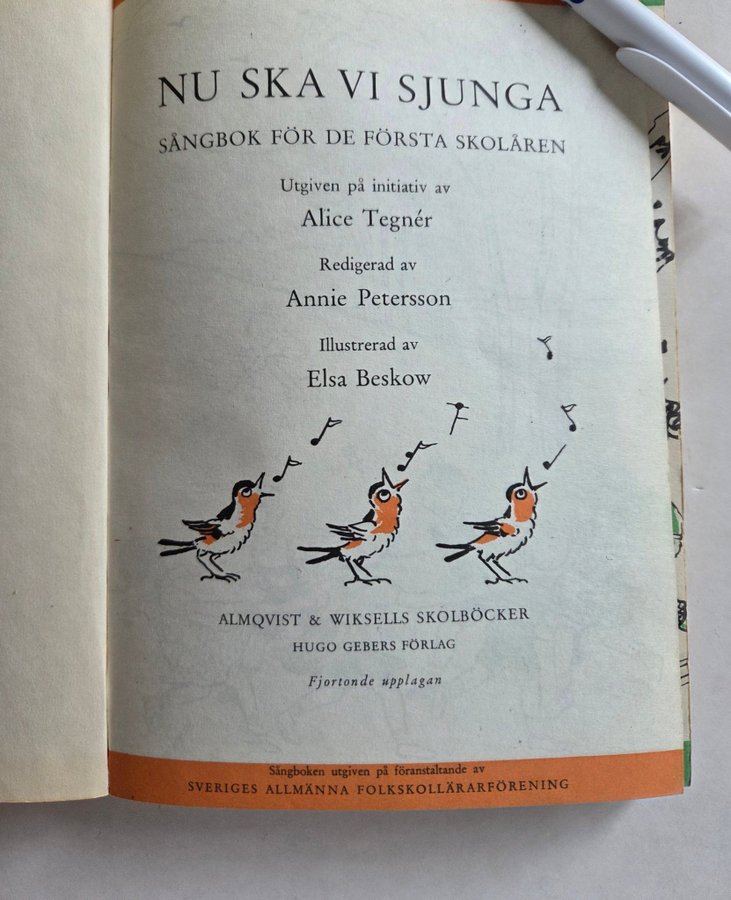 NU SKA VI SJUNGA
SÅNGBOK FÖR DE FÖRSTA SKOLÅREN
Utgiven på initiativ av
Alice Tegnér
Redigerad av
Annie Petersson
Illustrerad av
Elsa Beskow
ALMQVIST & WIKSELLS SKOLBÖCKER
HUGO GEBERS FÖRLAG
Fjortonde upplagan
Sångboken utgiven på föranstaltande av
SVERIGES ALLMÄNNA FOLKSKOLLÄRARFÖRENING